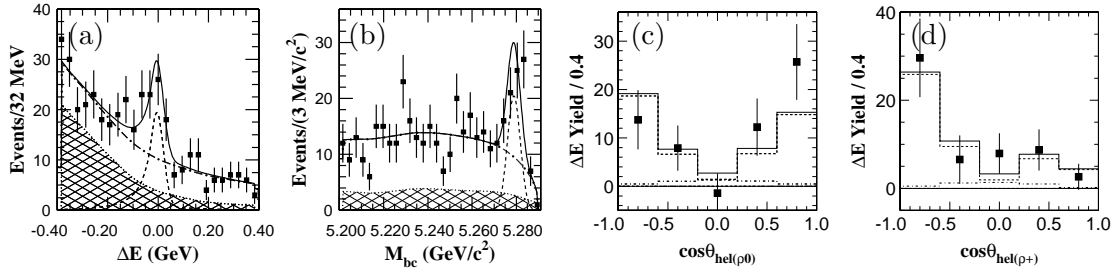 (a)
Events/32 MeV
40
30
20
10
0
-0.40 -0.20 0.00 0.20 0.40
ΔE (GeV)
(b)
Events/(3 MeV/c²)
40
30
20
10
0
5.200 5.220 5.240 5.260 5.280
M_bc (GeV/c²)
(c)
ΔE Yield / 0.4
30
20
10
0
-1.0 -0.5 0.0 0.5 1.0
cosθ_hel(ρ0)
(d)
ΔE Yield / 0.4
40
30
20
10
0
-1.0 -0.5 0.0 0.5 1.0
cosθ_hel(ρ+)